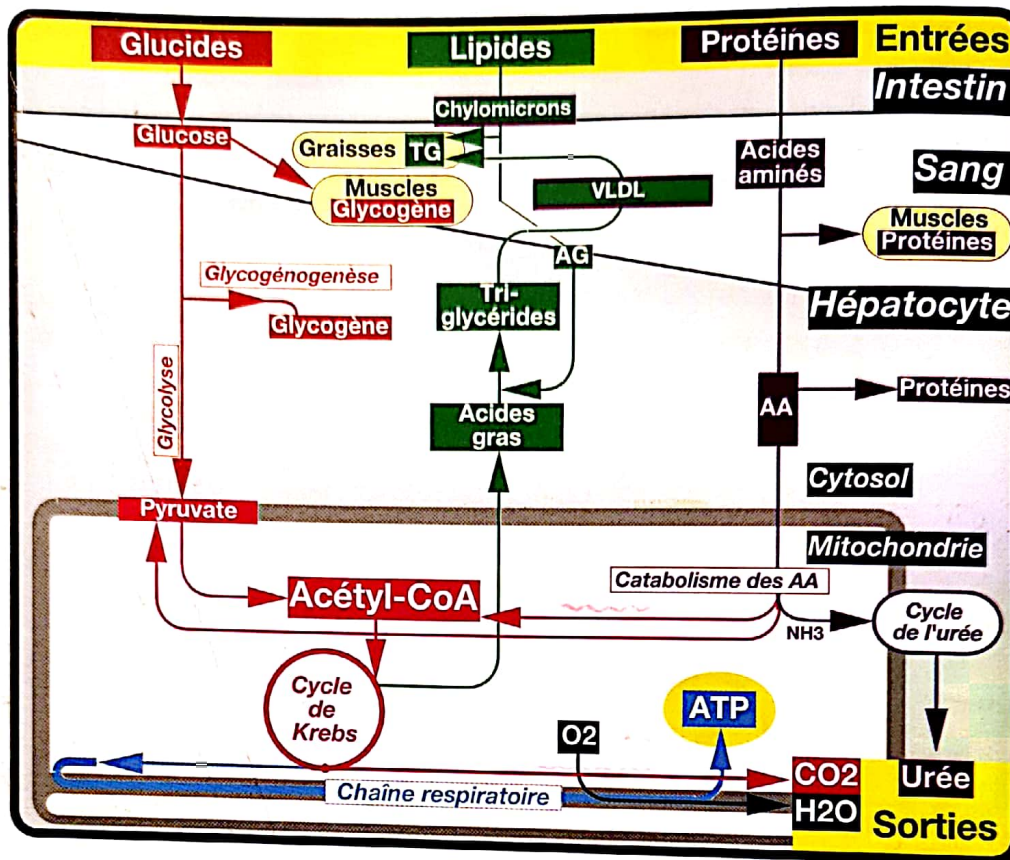 Glucides
Lipides
Protéines
Entrées
Intestin
Chylomicrons
Glucose
Graisses TG
Acides
aminés
Sang
Muscles
Glycogène
VLDL
Muscles
Protéines
AG
Glycogénogenèse
Glycogène
Tri-
glycérides
Hépatocyte
Glycolyse
Acides
gras
AA
Protéines
Cytosol
Pyruvate
Mitochondrie
Acétyl-CoA
Catabolisme des AA
NH3
Cycle
de l'urée
Cycle
de
Krebs
ATP
O2
Chaîne respiratoire
CO2
H2O
Urée
Sorties